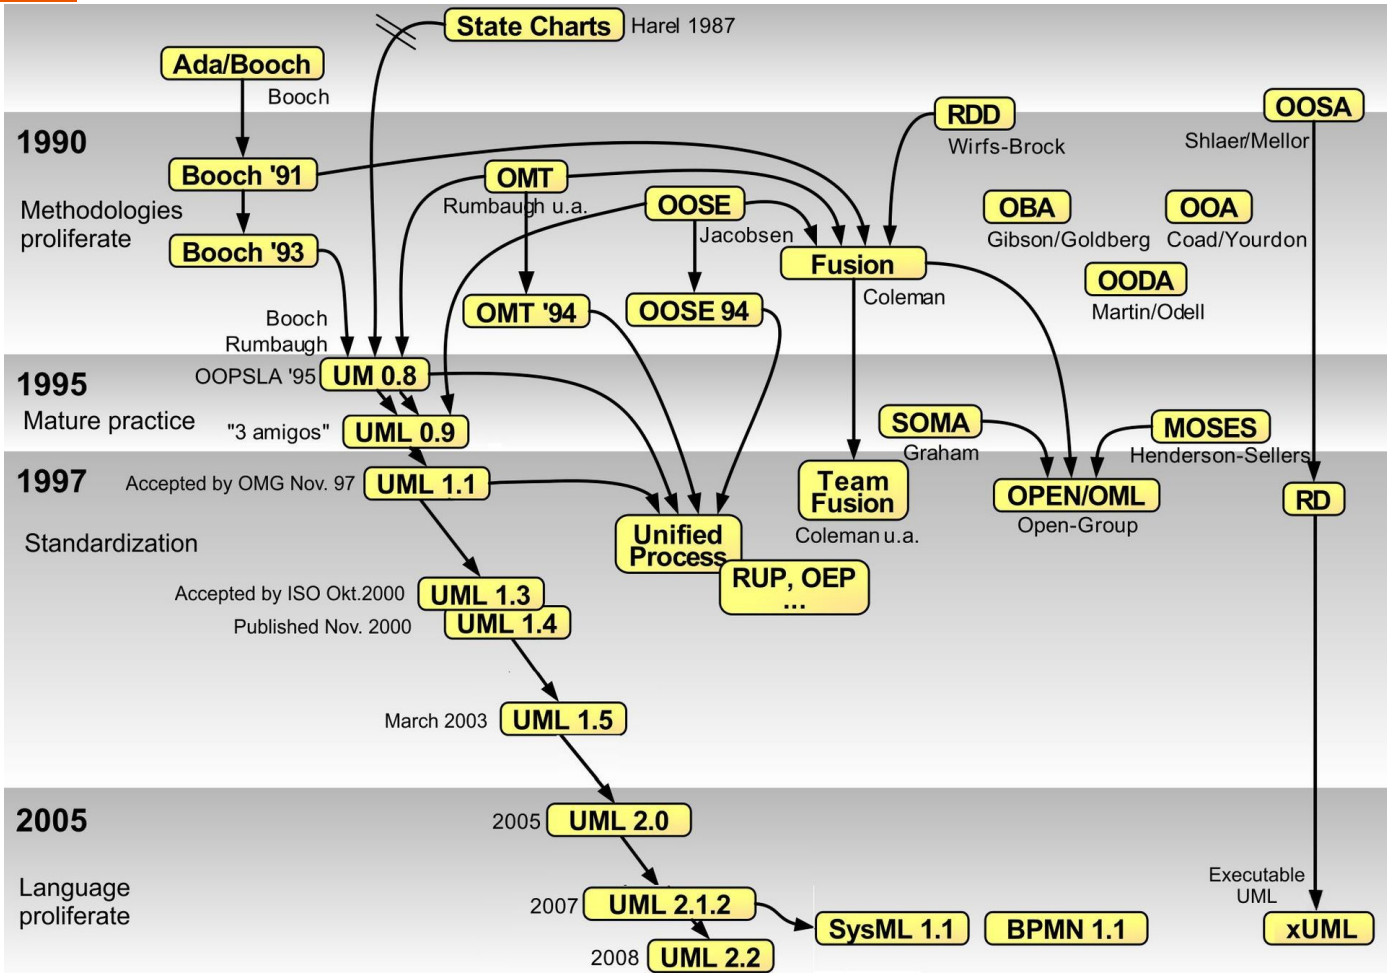 State Charts
Harel 1987
Ada/Booch
Booch
OOSA
Shlaer/Mellor
1990
Methodologies
proliferate
RDD
Wirfs-Brock
Booch '91
OMT
Rumbaugh u.a.
OOSE
Jacobsen
OBA
Gibson/Goldberg
OOA
Coad/Yourdon
Booch '93
Fusion
Coleman
OODA
Martin/Odell
OMT '94
OOSE 94
Booch
Rumbaugh
OOPSLA '95
UM 0.8
1995
Mature practice
"3 amigos"
UML 0.9
SOMA
Graham
MOSES
Henderson-Sellers
1997
Standardization
Accepted by OMG Nov. 97
UML 1.1
Team
Fusion
Coleman u.a.
OPEN/OML
Open-Group
RD
Unified
Process
RUP, OEP
...
Accepted by ISO Okt.2000
UML 1.3
Published Nov. 2000
UML 1.4
March 2003
UML 1.5
2005
Language
proliferate
2005
UML 2.0
2007
UML 2.1.2
2008
UML 2.2
SysML 1.1
BPMN 1.1
Executable
UML
xUML